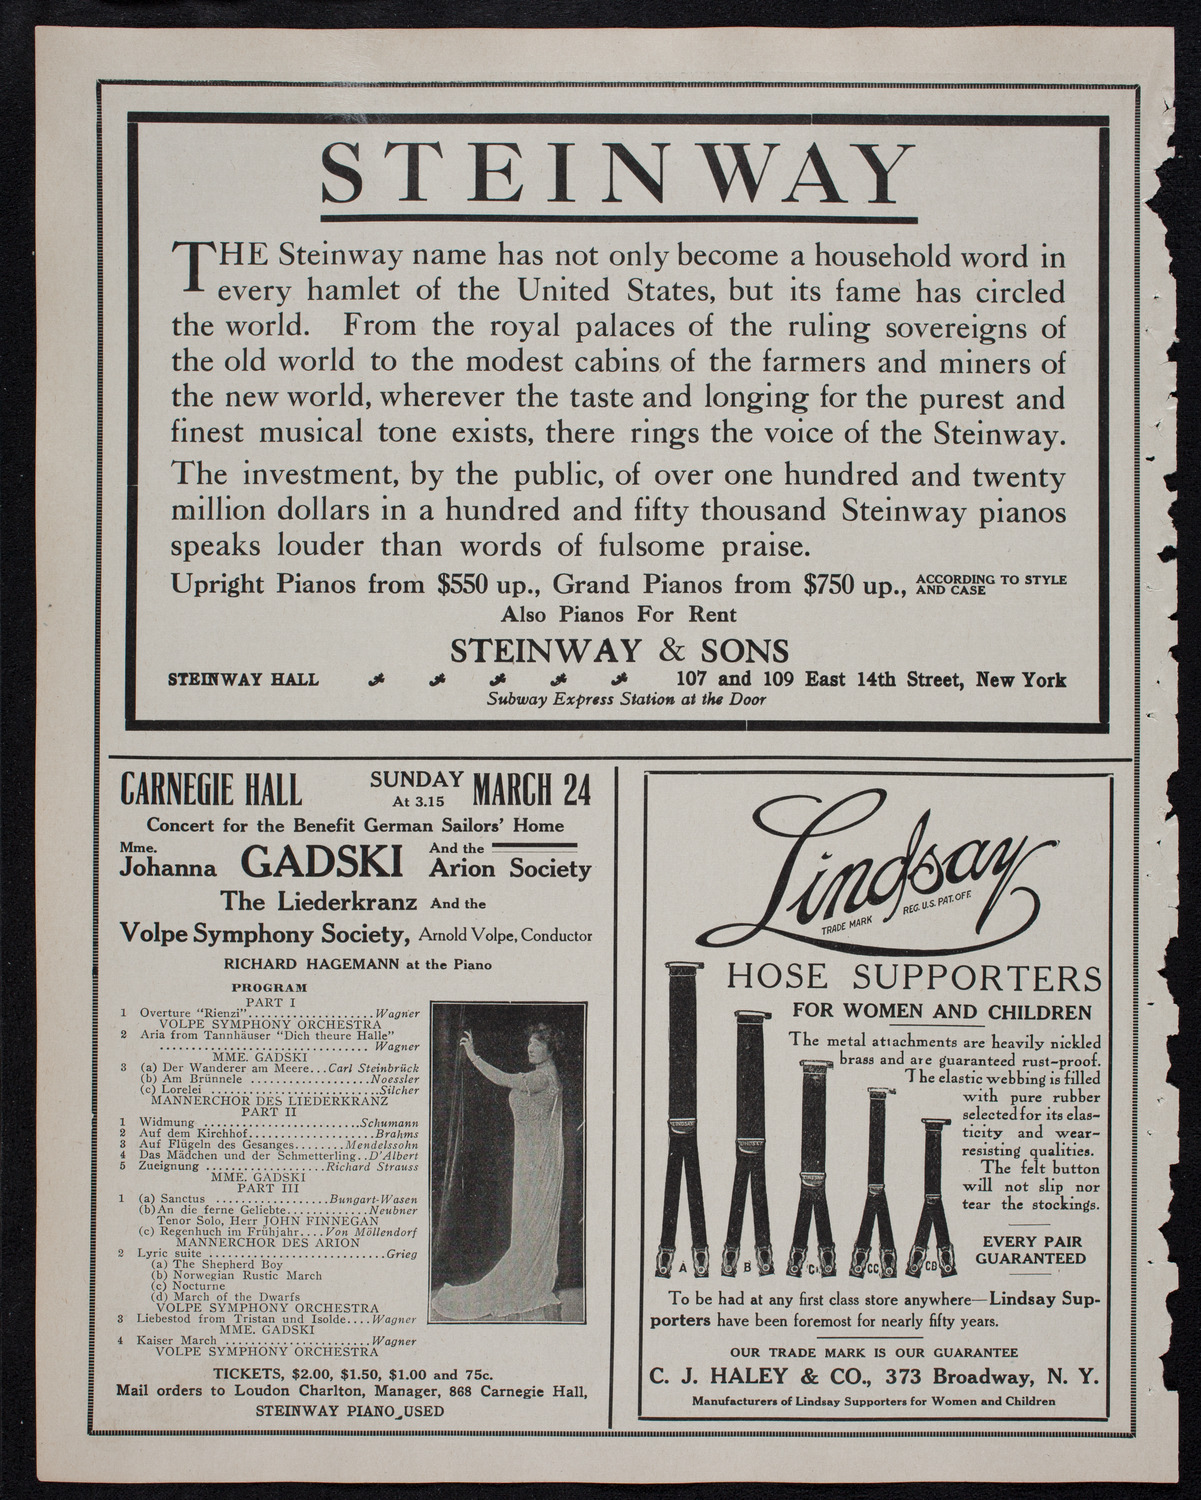 STEINWAY
THE Steinway name has not only become a household word in
every hamlet of the United States, but its fame has circled
the world. From the royal palaces of the ruling sovereigns of
the old world to the modest cabins of the farmers and miners of
the new world, wherever the taste and longing for the purest and
finest musical tone exists, there rings the voice of the Steinway.
The investment, by the public, of over one hundred and twenty
million dollars in a hundred and fifty thousand Steinway pianos
speaks louder than words of fulsome praise.
Upright Pianos from $550 up., Grand Pianos from $750 up., ACCORDING TO STYLE AND CASE
Also Pianos For Rent
STEINWAY & SONS
STEINWAY HALL 107 and 109 East 14th Street, New York
Subway Express Station at the Door
CARNEGIE HALL SUNDAY At 3.15 MARCH 24
Concert for the Benefit German Sailors' Home
Mme. Johanna GADSKI And the Arion Society
The Liederkranz And the
Volpe Symphony Society, Arnold Volpe, Conductor
RICHARD HAGEMANN at the Piano
PROGRAM
PART I
1 Overture "Rienzi"..................Wagner
VOLPE SYMPHONY ORCHESTRA
2 Aria from Tannhäuser "Dich theure Halle"
.............................. Wagner
MME. GADSKI
3 (a) Der Wanderer am Meere...Carl Steinbrück
(b) Am Brünnele .................Noessler
(c) Lorelei .........................Silcher
MANNERCHOR DES LIEDERKRANZ
PART II
1 Widmung .......................Schumann
2 Auf dem Kirchhof..................Brahms
3 Auf Flügeln des Gesanges........Mendelssohn
4 Das Mädchen und der Schmetterling..D'Albert
5 Zueignung ..................Richard Strauss
MME. GADSKI
PART III
1 (a) Sanctus ................Bungart-Wasen
(b) An die ferne Geliebte............Neubner
Tenor Solo, Herr JOHN FINNEGAN
(c) Regenhuch im Frühjahr....Von Möllendorf
MANNERCHOR DES ARION
2 Lyric suite .........................Grieg
(a) The Shepherd Boy
(b) Norwegian Rustic March
(c) Nocturne
(d) March of the Dwarfs
VOLPE SYMPHONY ORCHESTRA
3 Liebestod from Tristan und Isolde....Wagner
MME. GADSKI
4 Kaiser March .....................Wagner
VOLPE SYMPHONY ORCHESTRA
TICKETS, $2.00, $1.50, $1.00 and 75c.
Mail orders to Loudon Charlton, Manager, 868 Carnegie Hall,
STEINWAY PIANO USED
Lindsay
TRADE MARK REG. U.S. PAT. OFF.
HOSE SUPPORTERS
FOR WOMEN AND CHILDREN
The metal attachments are heavily nickled
brass and are guaranteed rust-proof.
The elastic webbing is filled
with pure rubber
selected for its elas-
ticity and wear-
resisting qualities.
The felt button
will not slip nor
tear the stockings.
EVERY PAIR
GUARANTEED
LINDSAY
A B C CC CB
To be had at any first class store anywhere—Lindsay Sup-
porters have been foremost for nearly fifty years.
OUR TRADE MARK IS OUR GUARANTEE
C. J. HALEY & CO., 373 Broadway, N. Y.
Manufacturers of Lindsay Supporters for Women and Children